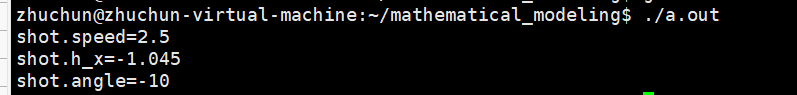 zhuchun@zhuchun-virtual-machine:~/mathematical_modeling$ ./a.out
shot.speed=2.5
shot.h_x=-1.045
shot.angle=-10